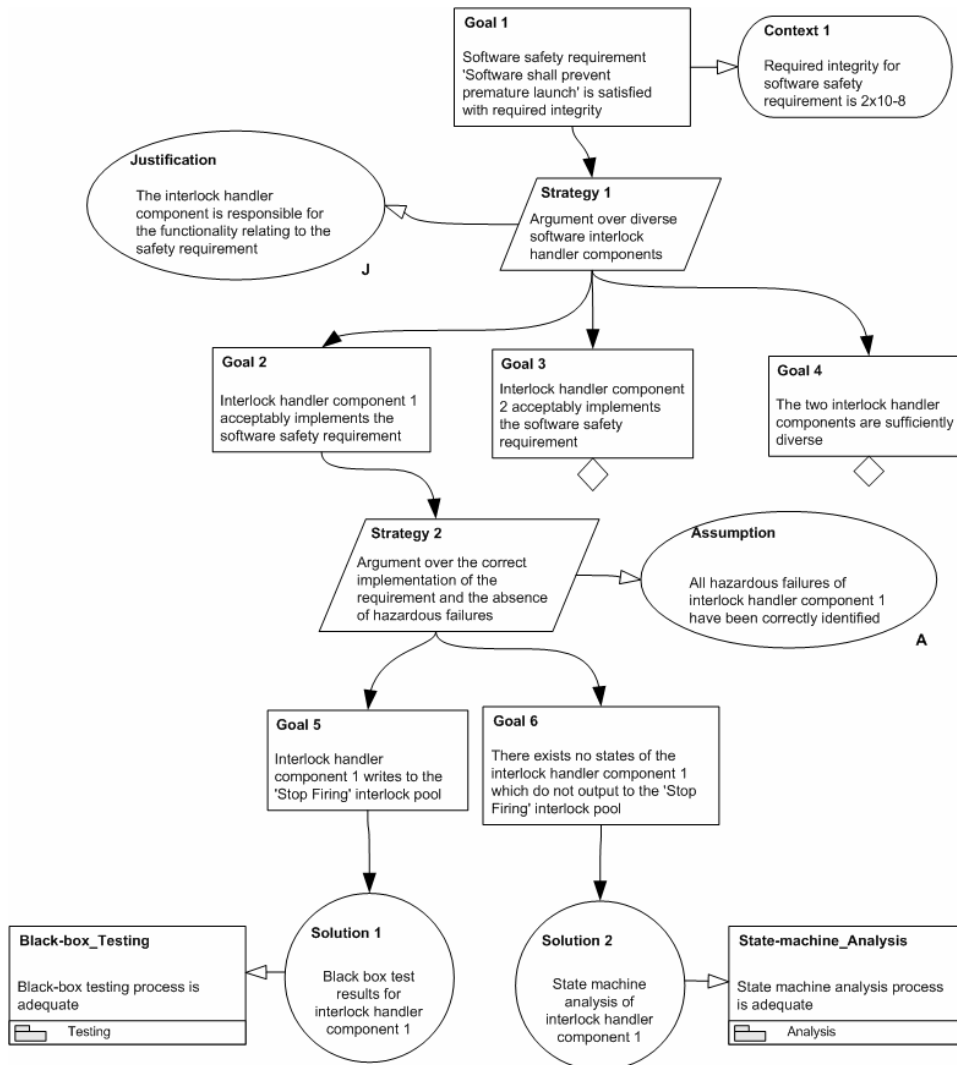 Goal 1
Software safety requirement
'Software shall prevent
premature launch' is satisfied
with required integrity
Context 1
Required integrity for
software safety
requirement is 2x10-8
Justification
The interlock handler
component is responsible for
the functionality relating to the
safety requirement
J
Strategy 1
Argument over diverse
software interlock
handler components
Goal 2
Interlock handler component 1
acceptably implements the
software safety requirement
Goal 3
Interlock handler component
2 acceptably implements
the software safety
requirement
Goal 4
The two interlock handler
components are sufficiently
diverse
Strategy 2
Argument over the correct
implementation of the
requirement and the absence
of hazardous failures
Assumption
All hazardous failures of
interlock handler component 1
have been correctly identified
A
Goal 5
Interlock handler
component 1 writes to the
'Stop Firing' interlock pool
Goal 6
There exists no states of the
interlock handler component 1
which do not output to the 'Stop
Firing' interlock pool
Black-box_Testing
Black-box testing process is
adequate
Testing
Solution 1
Black box test
results for
interlock handler
component 1
Solution 2
State machine
analysis of
interlock handler
component 1
State-machine_Analysis
State machine analysis process
is adequate
Analysis